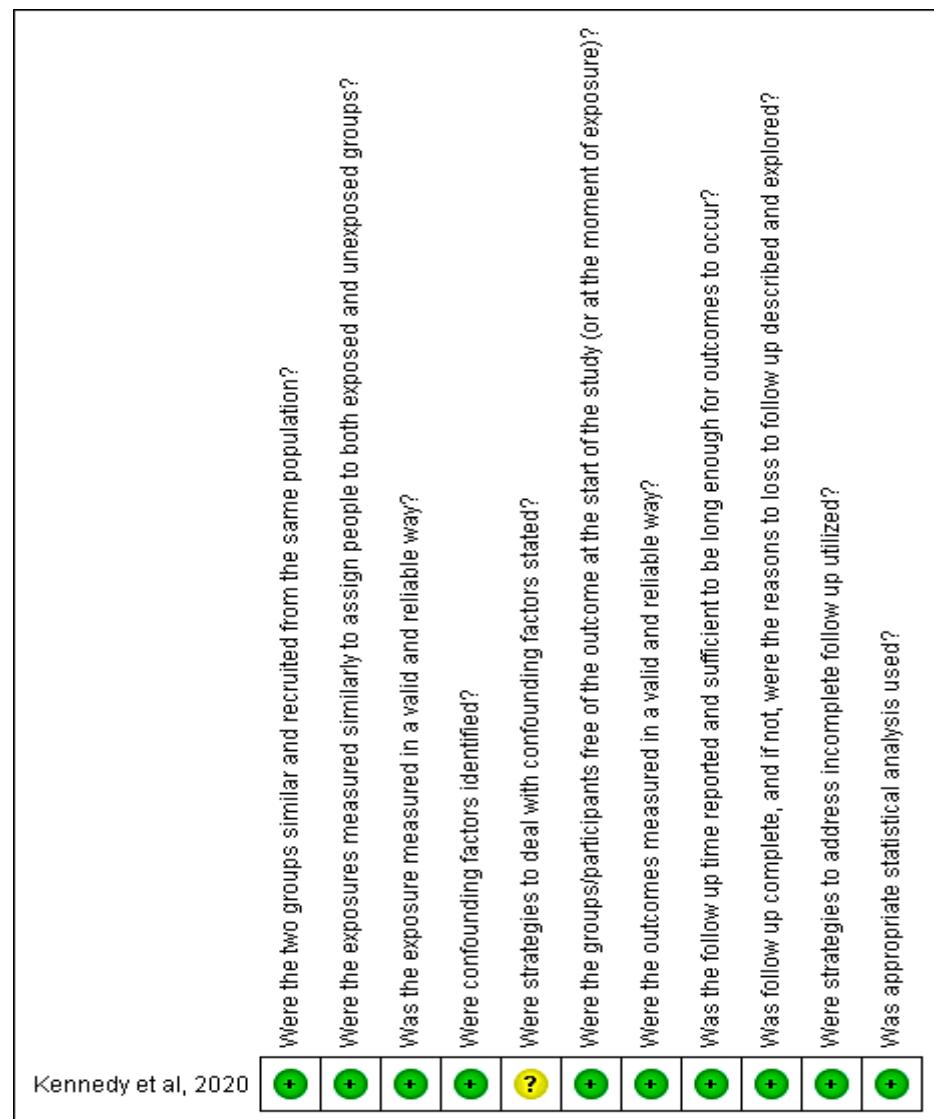 Were the two groups similar and recruited from the same population?
Were the exposures measured similarly to assign people to both exposed and unexposed groups?
Was the exposure measured in a valid and reliable way?
Were confounding factors identified?
Were strategies to deal with confounding factors stated?
Were the groups/participants free of the outcome at the start of the study (or at the moment of exposure)?
Were the outcomes measured in a valid and reliable way?
Was the follow up time reported and sufficient to be long enough for outcomes to occur?
Was follow up complete, and if not, were the reasons to loss to follow up described and explored?
Were strategies to address incomplete follow up utilized?
Was appropriate statistical analysis used?
Kennedy et al, 2020 + + + + ? + + + + + +